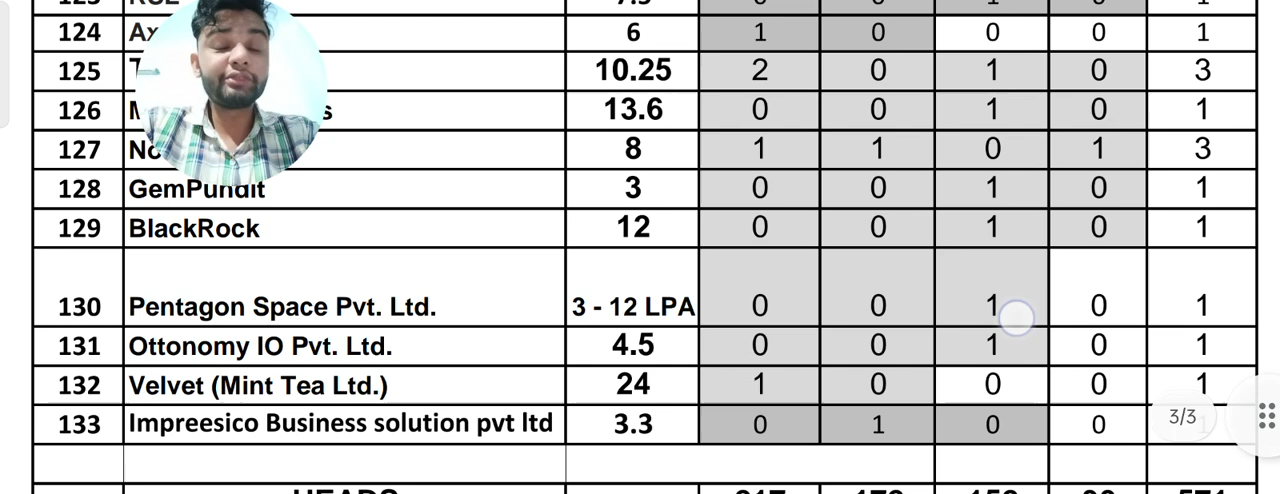 124 6 1 0 0 0 1
125 10.25 2 0 1 0 3
126 13.6 0 0 1 0 1
127 8 1 1 0 1 3
128 GemPundit 3 0 0 1 0 1
129 BlackRock 12 0 0 1 0 1
130 Pentagon Space Pvt. Ltd. 3 - 12 LPA 0 0 1 0 1
131 Ottonomy IO Pvt. Ltd. 4.5 0 0 1 0 1
132 Velvet (Mint Tea Ltd.) 24 1 0 0 0 1
133 Impreesico Business solution pvt ltd 3.3 0 1 0 0
3/3